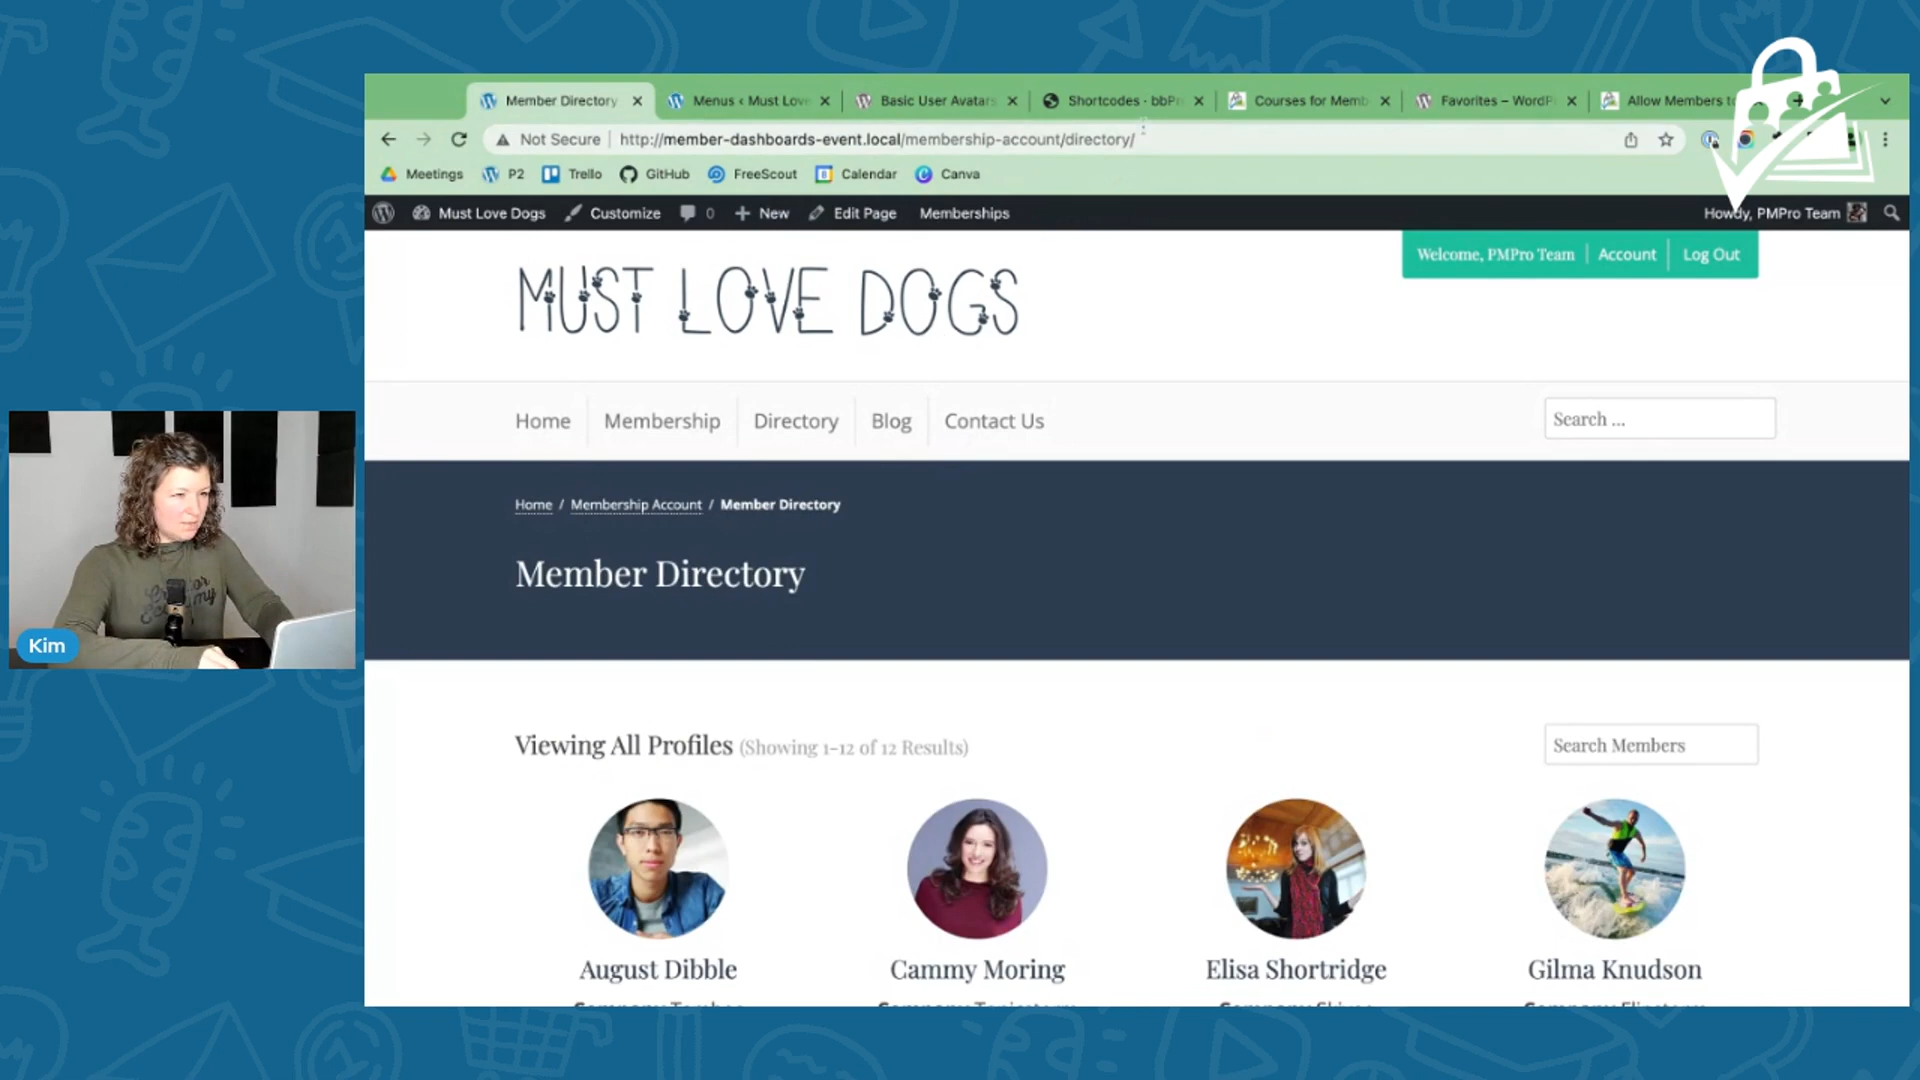 Member Directory
Menus ‹ Must Love
Basic User Avatars
Shortcodes · bbPr
Courses for Memb
Favorites – WordP
Allow Members to
Not Secure
http://member-dashboards-event.local/membership-account/directory/
Meetings
P2
Trello
GitHub
FreeScout
Calendar
Canva
Must Love Dogs
Customize
0
New
Edit Page
Memberships
Howdy, PMPro Team
Welcome, PMPro Team
Account
Log Out
MUST LOVE DOGS
Home
Membership
Directory
Blog
Contact Us
Search ...
Home / Membership Account / Member Directory
Member Directory
Kim
Viewing All Profiles (Showing 1-12 of 12 Results)
Search Members
August Dibble
Cammy Moring
Elisa Shortridge
Gilma Knudson